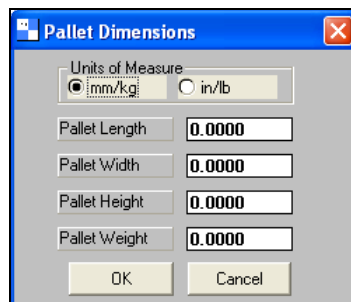 Pallet Dimensions
Units of Measure
mm/kg in/lb
Pallet Length 0.0000
Pallet Width 0.0000
Pallet Height 0.0000
Pallet Weight 0.0000
OK Cancel